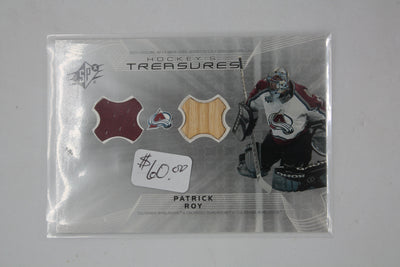 HOCKEY'S
TREASURES
SPx
$60.00
PATRICK
ROY